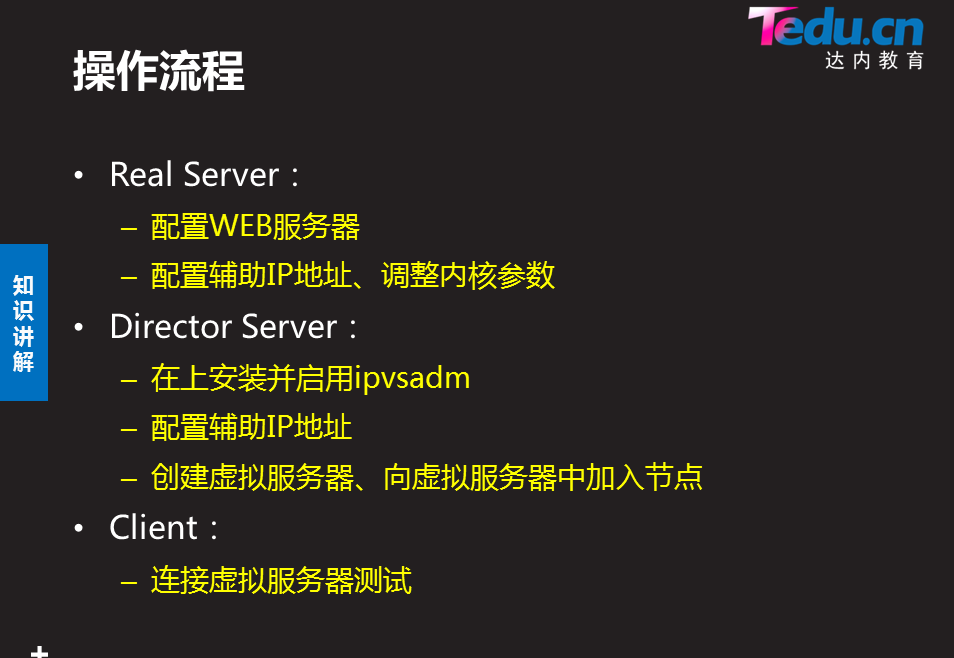 Tedu.cn
达内教育
操作流程
• Real Server：
– 配置WEB服务器
– 配置辅助IP地址、调整内核参数
• Director Server：
– 在上安装并启用ipvsadm
– 配置辅助IP地址
– 创建虚拟服务器、向虚拟服务器中加入节点
• Client：
– 连接虚拟服务器测试
知
识
讲
解
+